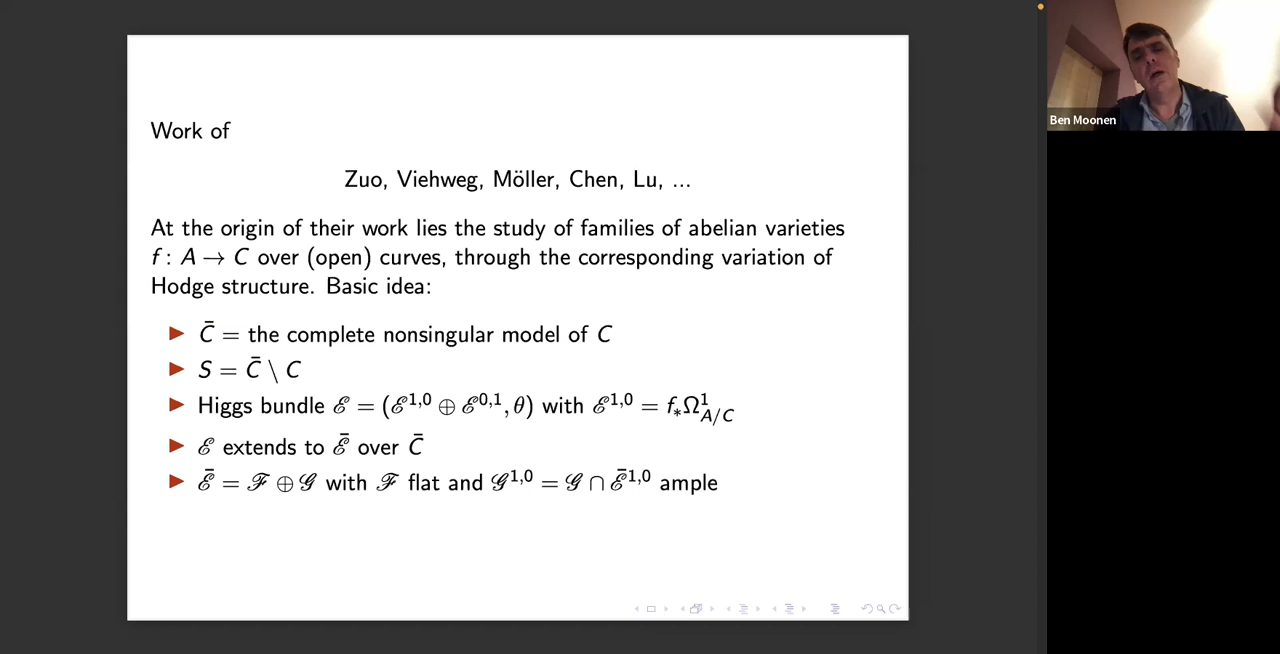 Work of
Zuo, Viehweg, Möller, Chen, Lu, ...
At the origin of their work lies the study of families of abelian varieties
f : A → C over (open) curves, through the corresponding variation of
Hodge structure. Basic idea:
▶ C̄ = the complete nonsingular model of C
▶ S = C̄ \ C
▶ Higgs bundle ℰ = (ℰ^{1,0} ⊕ ℰ^{0,1}, θ) with ℰ^{1,0} = f_*Ω^1_{A/C}
▶ ℰ extends to ℰ̄ over C̄
▶ ℰ̄ = ℱ ⊕ 𝒢 with ℱ flat and 𝒢^{1,0} = 𝒢 ∩ ℰ̄^{1,0} ample
Ben Moonen